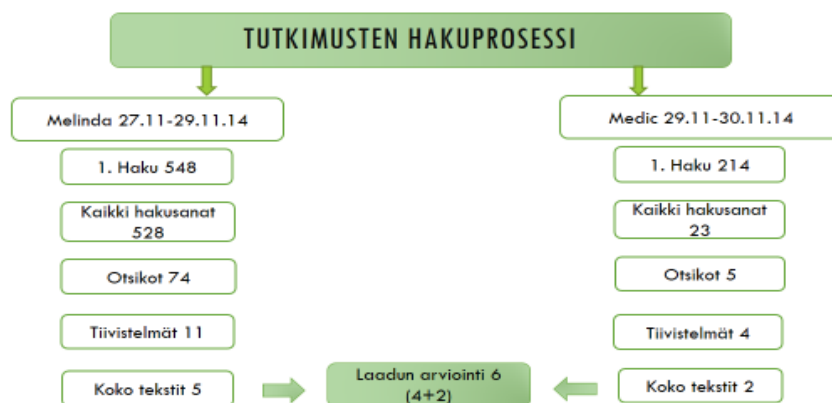 TUTKIMUSTEN HAKUPROSESSI
Melinda 27.11-29.11.14
1. Haku 548
Kaikki hakusanat
528
Otsikot 74
Tiivistelmät 11
Koko tekstit 5
Medic 29.11-30.11.14
1. Haku 214
Kaikki hakusanat
23
Otsikot 5
Tiivistelmät 4
Koko tekstit 2
Laadun arviointi 6
(4+2)